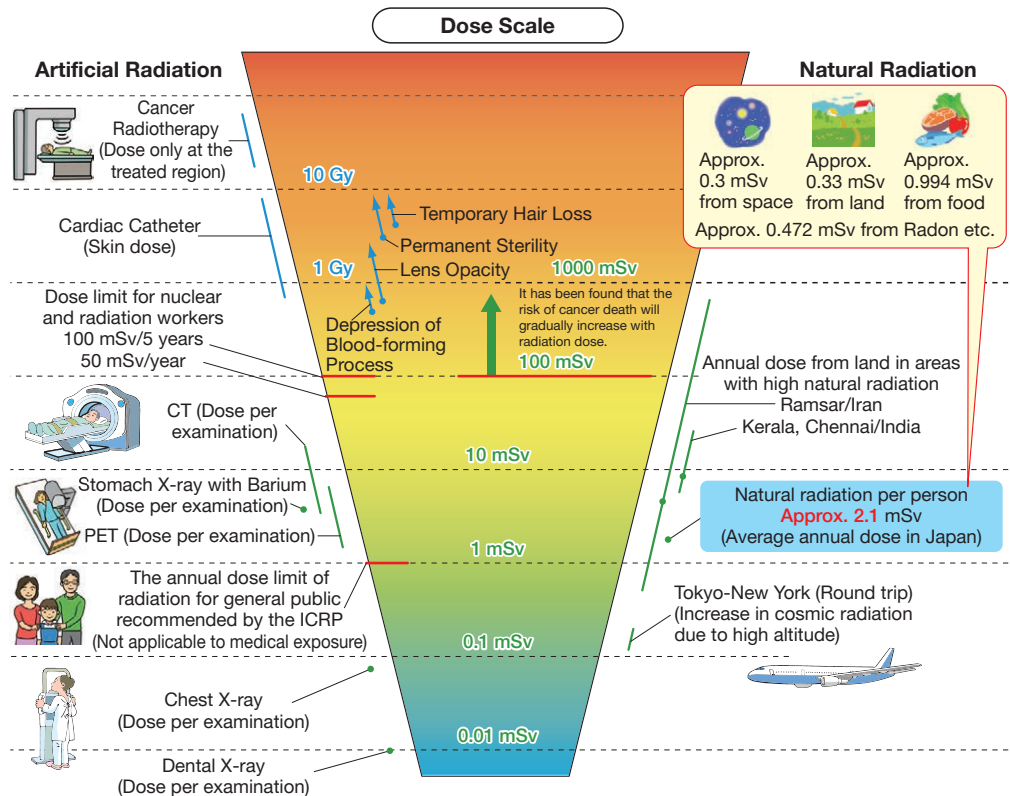 Dose Scale
Artificial Radiation
Natural Radiation
Cancer
Radiotherapy
(Dose only at the
treated region)
Approx.
0.3 mSv
from space
Approx.
0.33 mSv
from land
Approx.
0.994 mSv
from food
Approx. 0.472 mSv from Radon etc.
10 Gy
Temporary Hair Loss
Cardiac Catheter
(Skin dose)
Permanent Sterility
Lens Opacity
1 Gy
1000 mSv
Dose limit for nuclear
and radiation workers
100 mSv/5 years
50 mSv/year
Depression of
Blood-forming
Process
It has been found that the
risk of cancer death will
gradually increase with
radiation dose.
100 mSv
Annual dose from land in areas
with high natural radiation
Ramsar/Iran
Kerala, Chennai/India
CT (Dose per
examination)
10 mSv
Stomach X-ray with Barium
(Dose per examination)
PET (Dose per examination)
Natural radiation per person
Approx. 2.1 mSv
(Average annual dose in Japan)
1 mSv
The annual dose limit of
radiation for general public
recommended by the ICRP
(Not applicable to medical exposure)
Tokyo-New York (Round trip)
(Increase in cosmic radiation
due to high altitude)
0.1 mSv
Chest X-ray
(Dose per examination)
0.01 mSv
Dental X-ray
(Dose per examination)